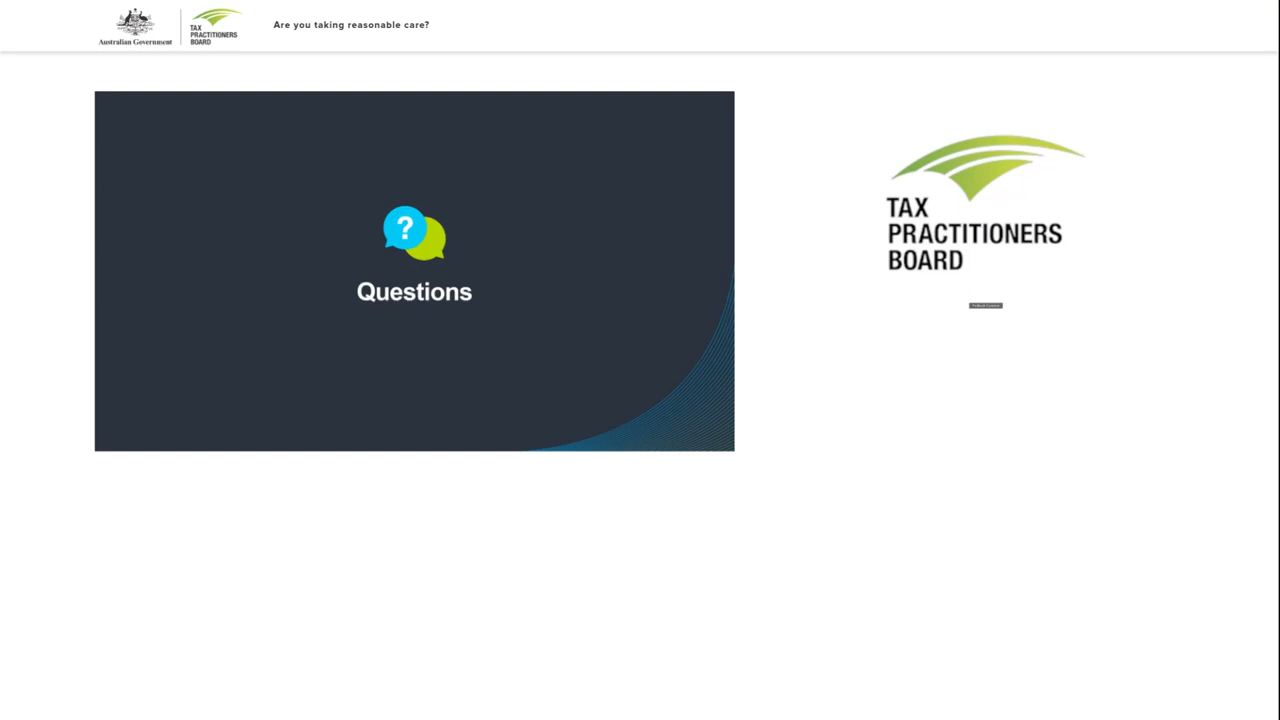 Australian Government
TAX
PRACTITIONERS
BOARD
Are you taking reasonable care?
?
Questions
TAX
PRACTITIONERS
BOARD